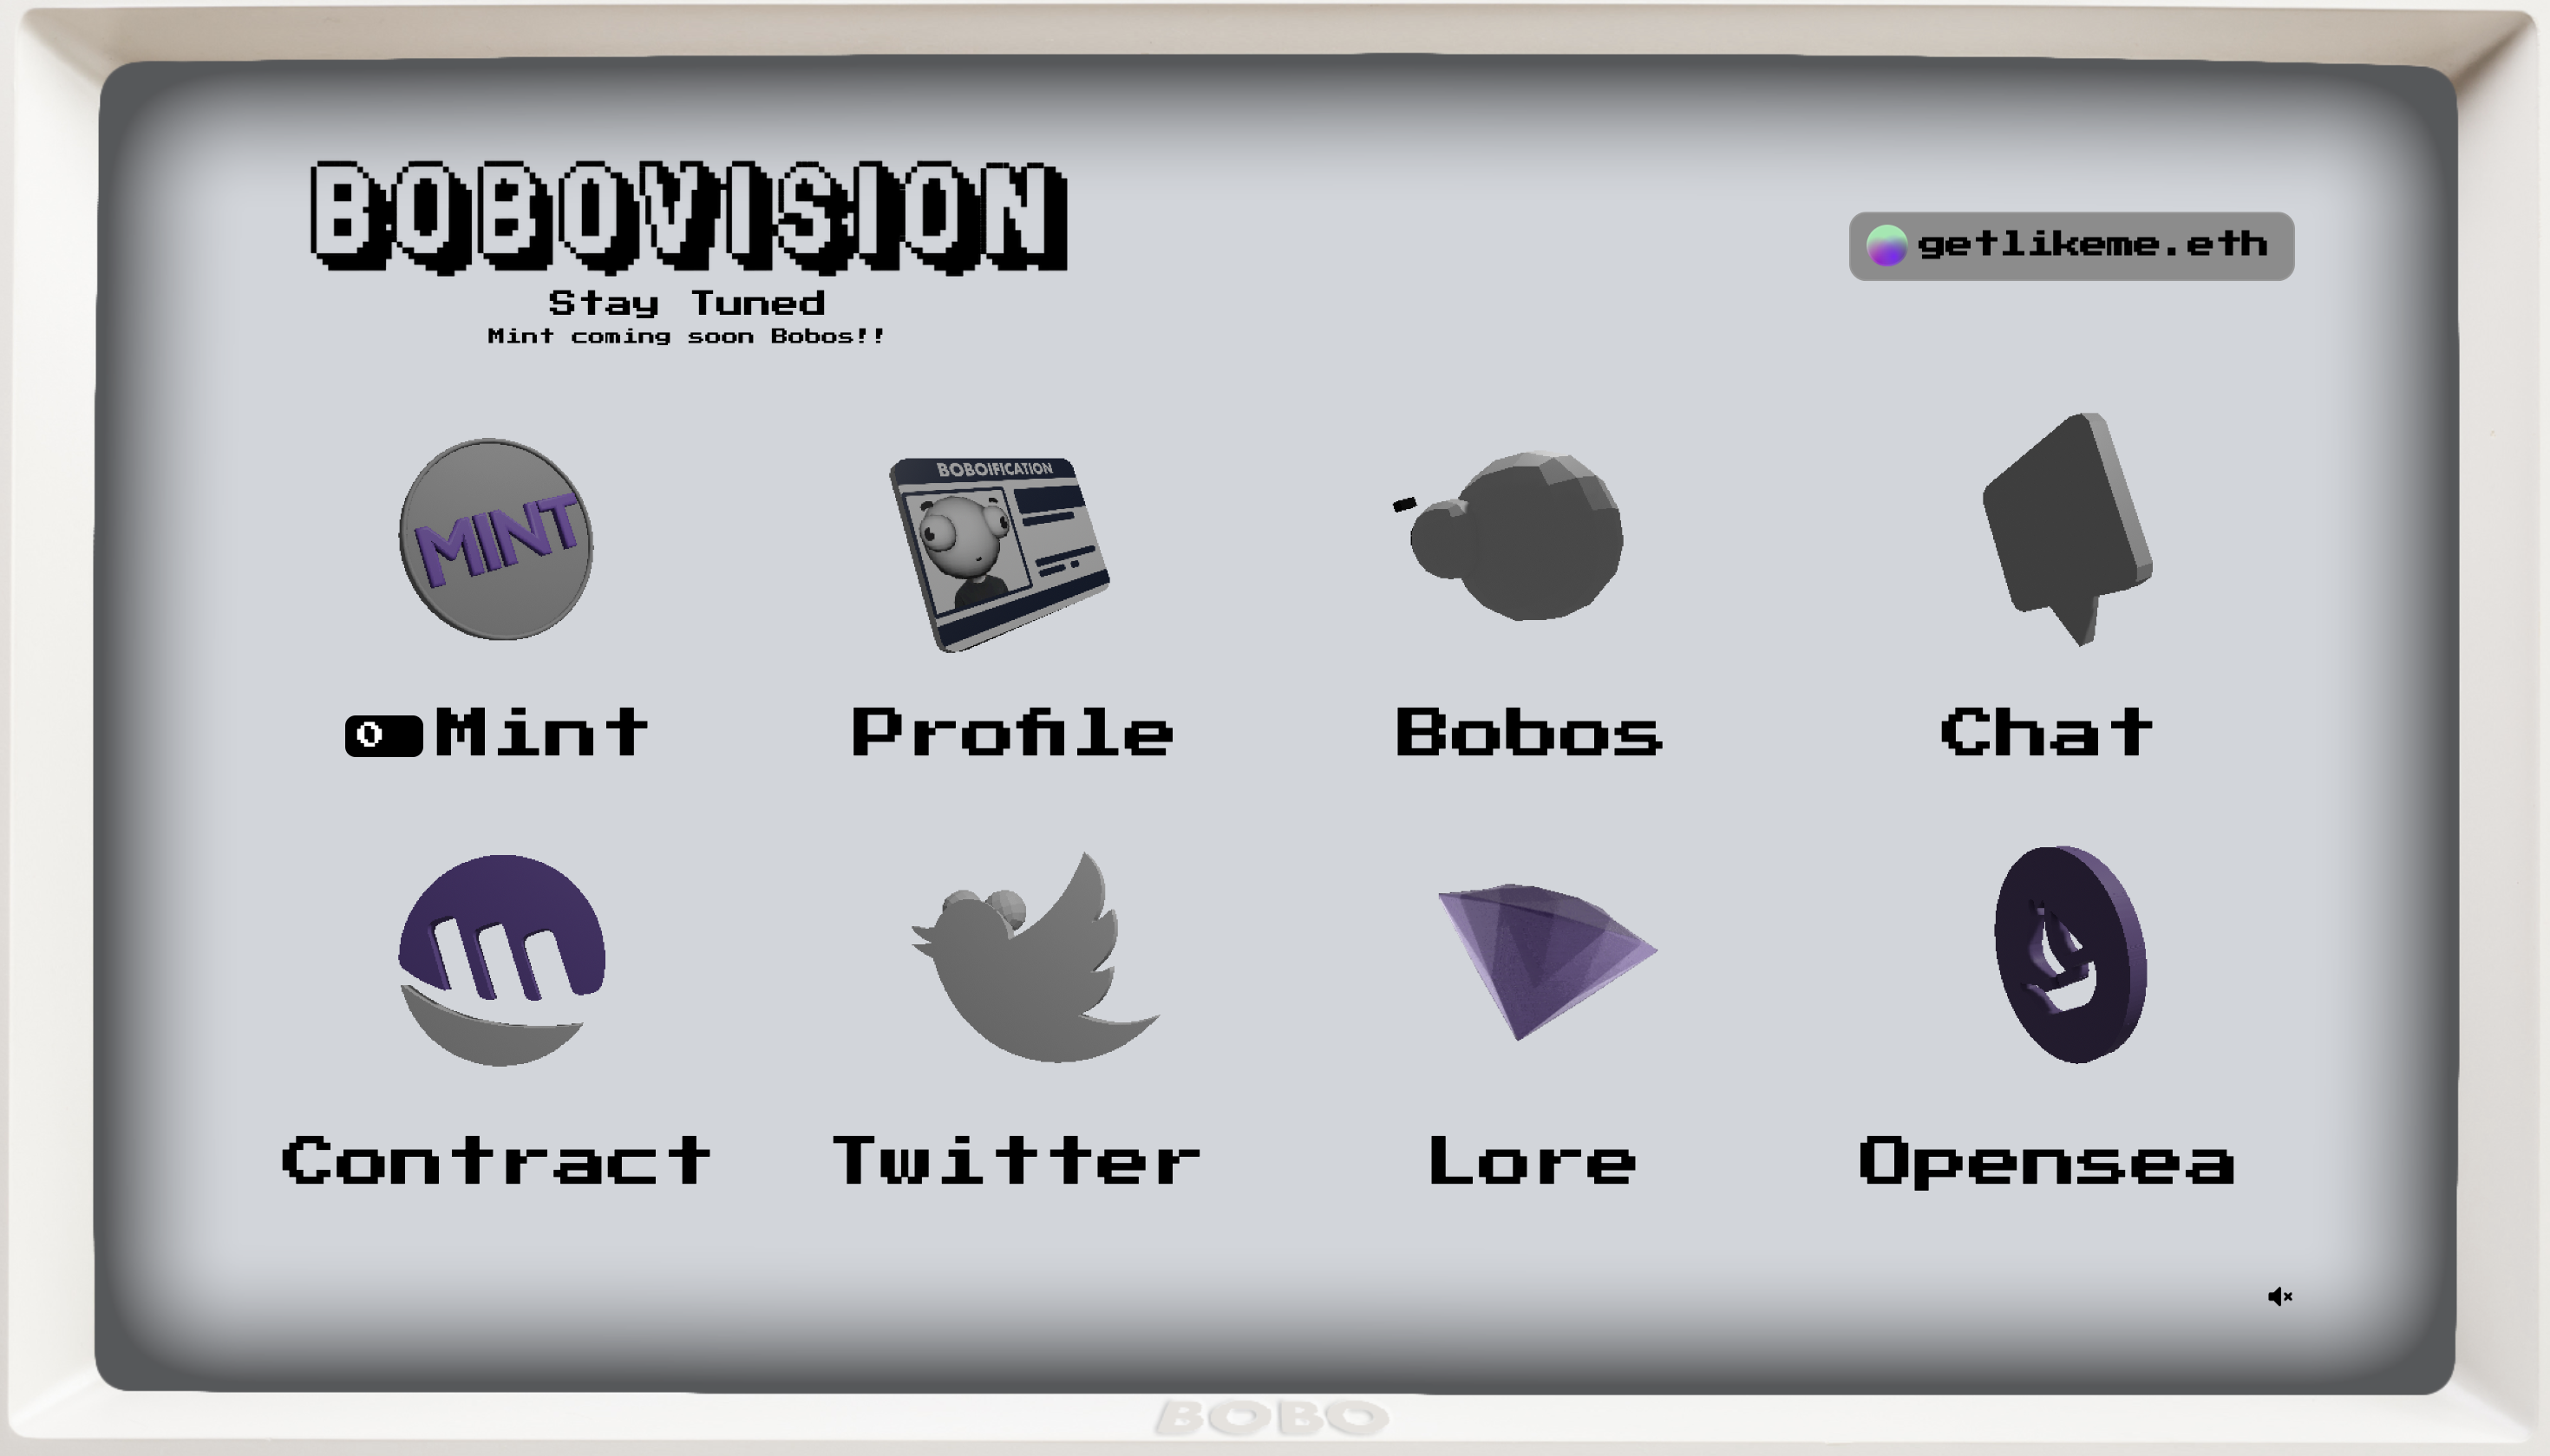 BOBOVISION
Stay Tuned
Mint coming soon Bobos!!
getlikeme.eth
MINT
BOBOIFICATION
0
Mint
Profile
Bobos
Chat
Contract
Twitter
Lore
Opensea
BOBO